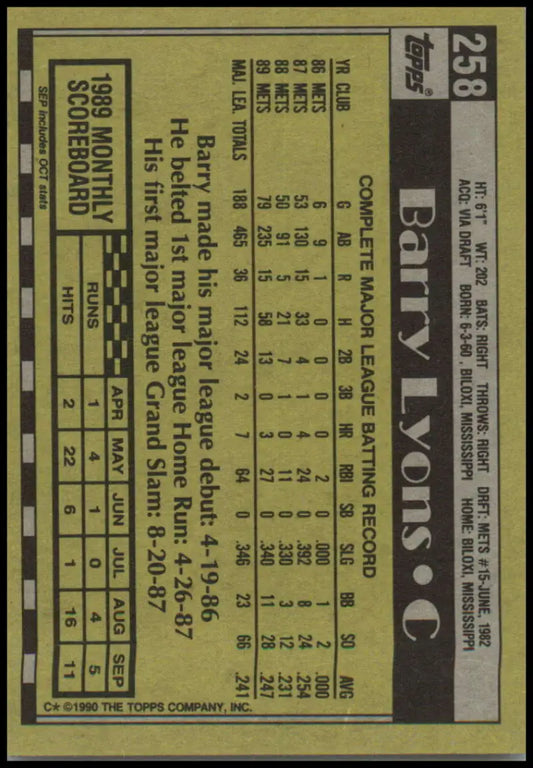 258
Topps®
HT: 6'1" WT: 202 BATS: RIGHT THROWS: RIGHT DRFT: METS #15-JUNE, 1982
ACQ: VIA DRAFT BORN: 6-3-60, BILOXI, MISSISSIPPI HOME: BILOXI, MISSISSIPPI
Barry Lyons • C
COMPLETE MAJOR LEAGUE BATTING RECORD
YR CLUB G AB R H 2B 3B HR RBI SB SLG BB SO AVG
86 METS 6 9 1 0 0 0 0 2 0 .000 1 2 .000
87 METS 53 130 15 33 4 1 4 24 0 .392 8 24 .254
88 METS 50 91 5 21 7 1 0 11 0 .330 3 12 .231
89 METS 79 235 15 58 13 0 3 27 0 .340 11 28 .247
MAJ. LEA. TOTALS 188 465 36 112 24 2 7 64 0 .346 23 66 .241
Barry made his major league debut: 4-19-86
He belted 1st major league Home Run: 4-26-87
His first major league Grand Slam: 8-20-87
1989 MONTHLY
SCOREBOARD
APR MAY JUN JUL AUG SEP
RUNS 1 4 1 0 4 5
HITS 2 22 6 1 16 11
SEP includes OCT stats
C* ©1990 THE TOPPS COMPANY, INC.